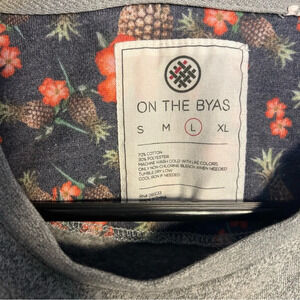 ON THE BYAS
S M L XL
70% COTTON
30% POLYESTER
MACHINE WASH COLD WITH LIKE COLORS
ONLY NON CHLORINE BLEACH WHEN NEEDED
TUMBLE DRY LOW
COOL IRON IF NEEDED